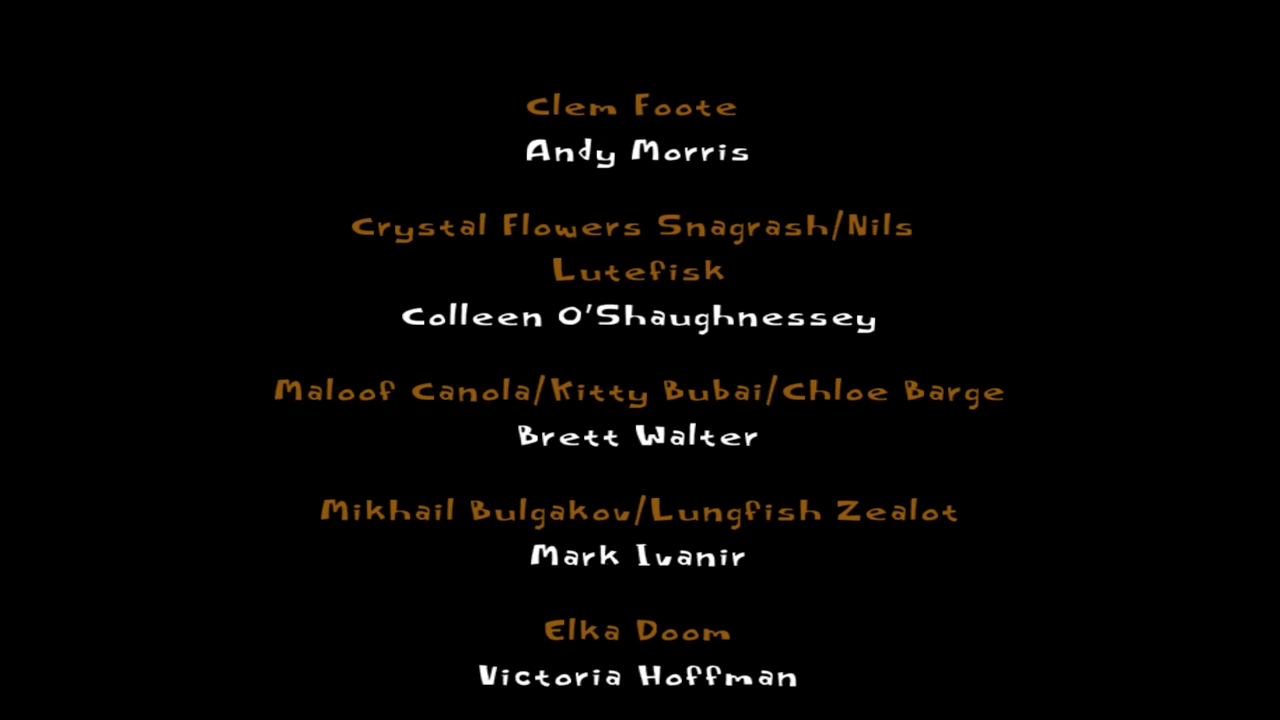 Clem Foote
Andy Morris
Crystal Flowers Snagrash/Nils
Lutefisk
Colleen O'Shaughnessey
Maloof Canola/Kitty Bubai/Chloe Barge
Brett Walter
Mikhail Bulgakov/Lungfish Zealot
Mark Ivanir
Elka Doom
Victoria Hoffman